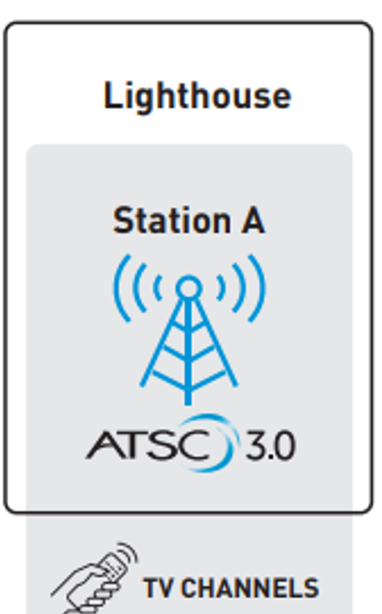 Lighthouse
Station A
ATSC 3.0
TV CHANNELS